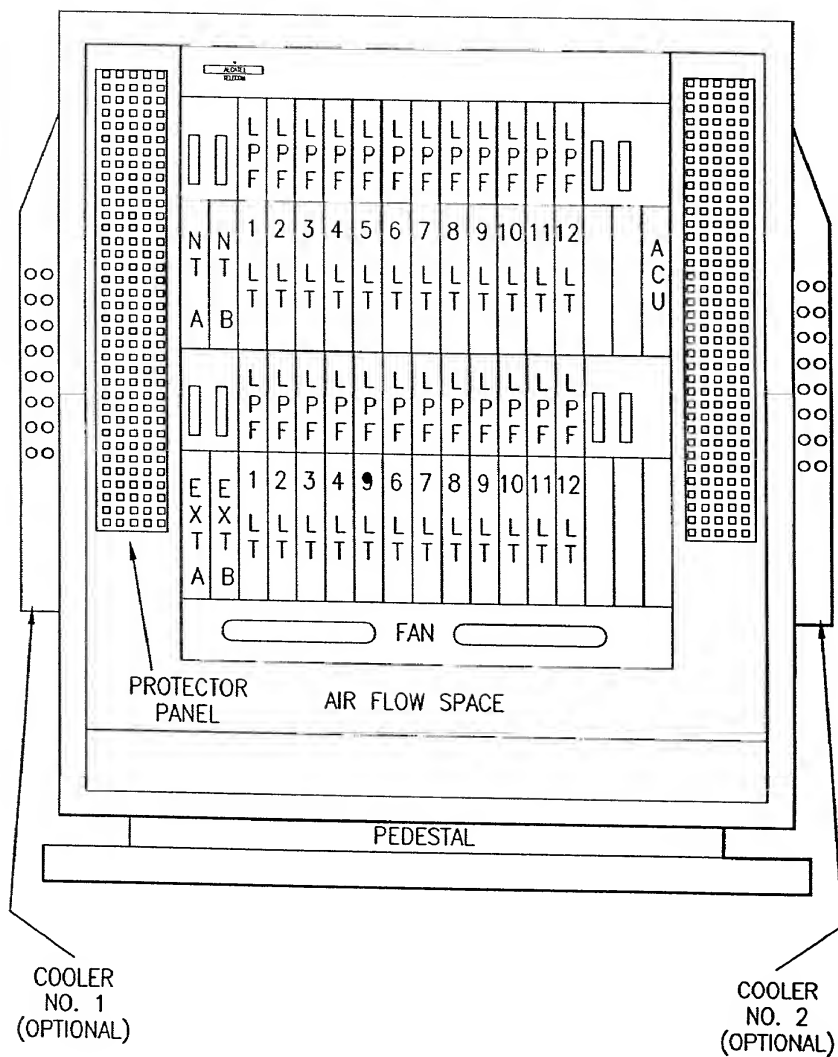 ALCATEL
TELECOM
LPF LPF LPF LPF LPF LPF LPF LPF LPF LPF LPF LPF
NT A NT B 1 LT 2 LT 3 LT 4 LT 5 LT 6 LT 7 LT 8 LT 9 LT 10 LT 11 LT 12 LT ACU
LPF LPF LPF LPF LPF LPF LPF LPF LPF LPF LPF LPF
EXT A EXT B 1 LT 2 LT 3 LT 4 LT 9 LT 6 LT 7 LT 8 LT 9 LT 10 LT 11 LT 12 LT
FAN
PROTECTOR
PANEL
AIR FLOW SPACE
PEDESTAL
COOLER
NO. 1
(OPTIONAL)
COOLER
NO. 2
(OPTIONAL)